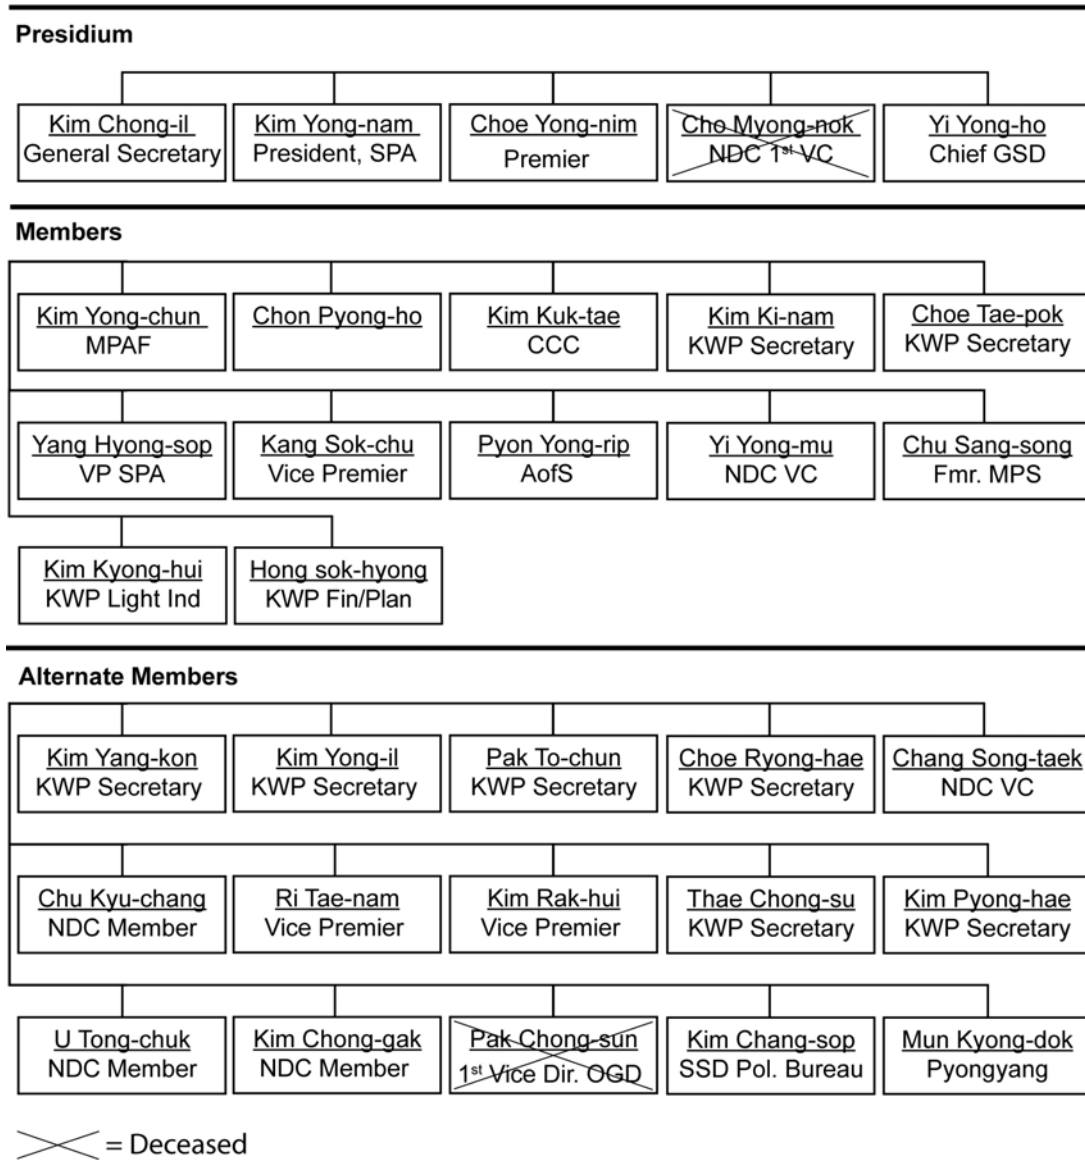 Presidium
Kim Chong-il
General Secretary
Kim Yong-nam
President, SPA
Choe Yong-nim
Premier
Cho Myong-nok
NDC 1st VC
Yi Yong-ho
Chief GSD
Members
Kim Yong-chun
MPAF
Chon Pyong-ho
Kim Kuk-tae
CCC
Kim Ki-nam
KWP Secretary
Choe Tae-pok
KWP Secretary
Yang Hyong-sop
VP SPA
Kang Sok-chu
Vice Premier
Pyon Yong-rip
AofS
Yi Yong-mu
NDC VC
Chu Sang-song
Fmr. MPS
Kim Kyong-hui
KWP Light Ind
Hong sok-hyong
KWP Fin/Plan
Alternate Members
Kim Yang-kon
KWP Secretary
Kim Yong-il
KWP Secretary
Pak To-chun
KWP Secretary
Choe Ryong-hae
KWP Secretary
Chang Song-taek
NDC VC
Chu Kyu-chang
NDC Member
Ri Tae-nam
Vice Premier
Kim Rak-hui
Vice Premier
Thae Chong-su
KWP Secretary
Kim Pyong-hae
KWP Secretary
U Tong-chuk
NDC Member
Kim Chong-gak
NDC Member
Pak Chong-sun
1st Vice Dir. OGD
Kim Chang-sop
SSD Pol. Bureau
Mun Kyong-dok
Pyongyang
= Deceased